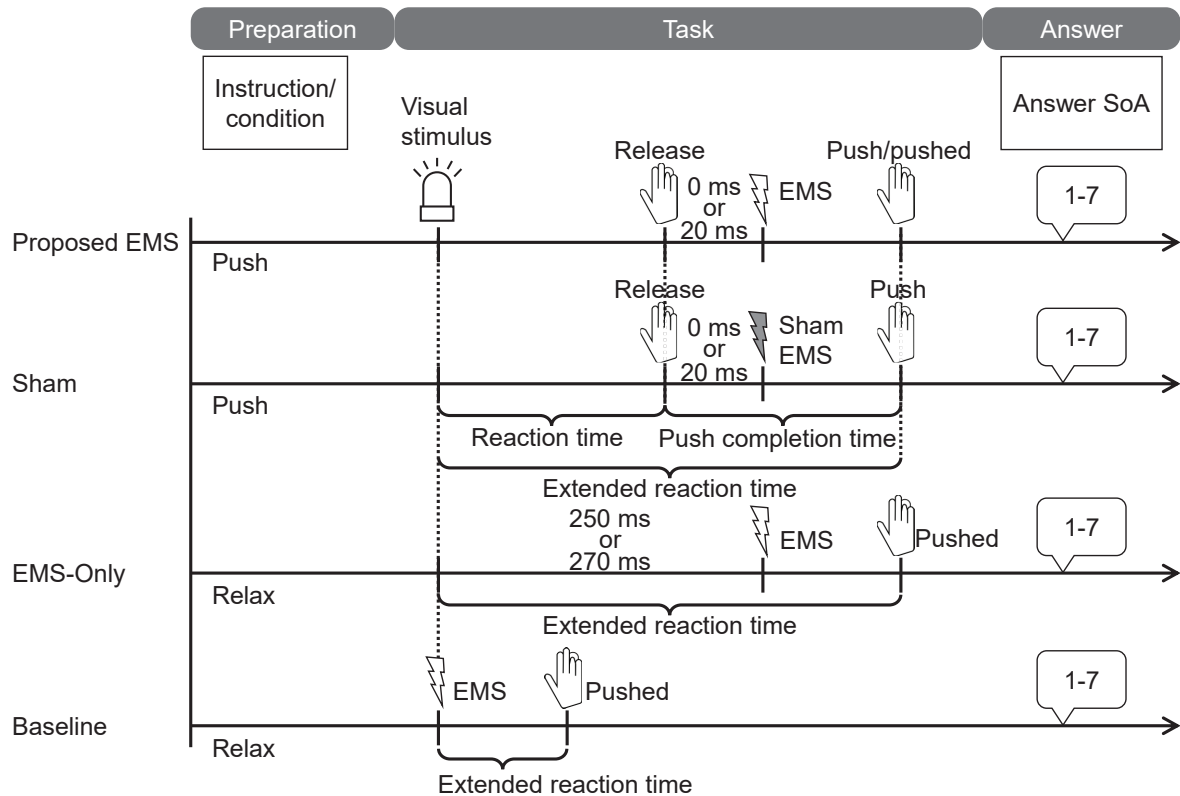 Preparation
Task
Answer
Instruction/
condition
Answer SoA
Visual
stimulus
Release
0 ms
or
20 ms
EMS
Push/pushed
1-7
Proposed EMS
Push
Release
0 ms
or
20 ms
Sham
EMS
Push
1-7
Sham
Push
Reaction time
Push completion time
Extended reaction time
250 ms
or
270 ms
EMS
Pushed
1-7
EMS-Only
Relax
Extended reaction time
EMS
Pushed
1-7
Baseline
Relax
Extended reaction time